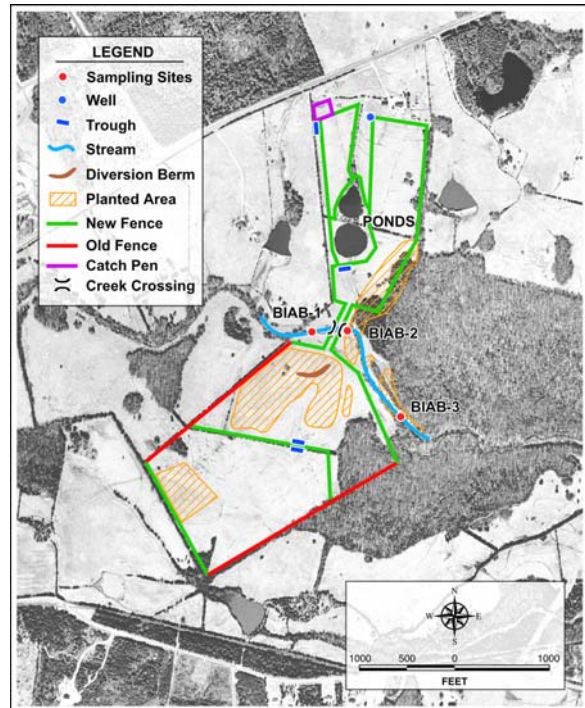 LEGEND
Sampling Sites
Well
Trough
Stream
Diversion Berm
Planted Area
New Fence
Old Fence
Catch Pen
Creek Crossing
PONDS
BIAB-1
BIAB-2
BIAB-3
N
W E
S
1000 500 0 1000
FEET